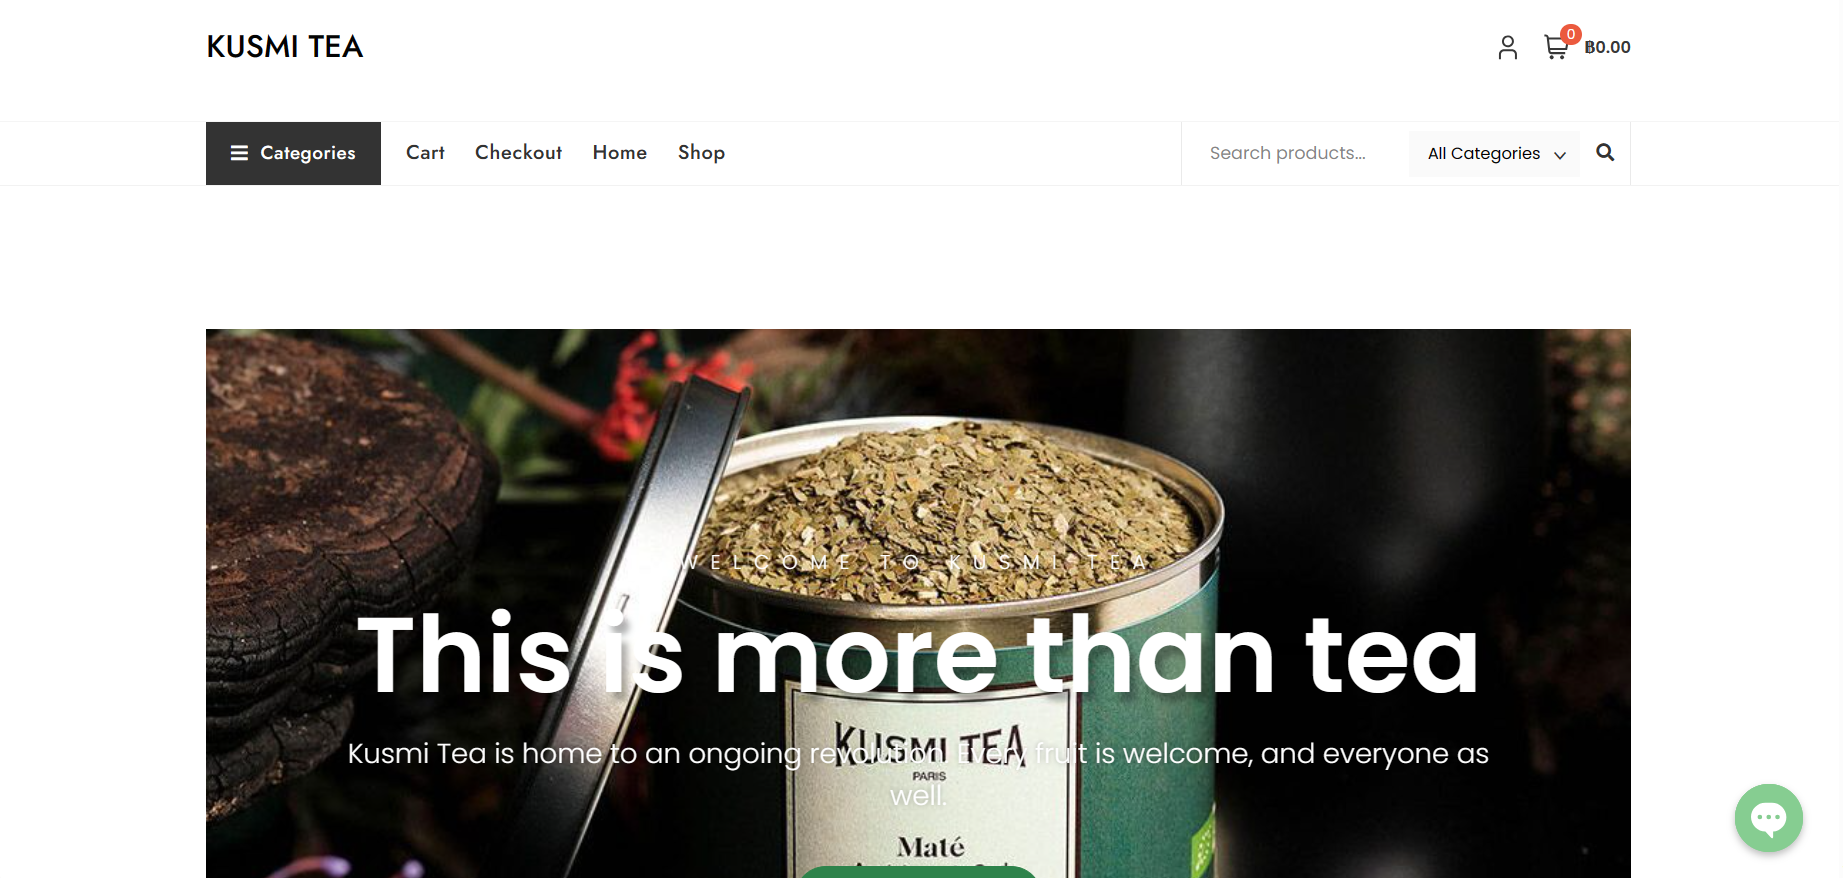 KUSMI TEA
0
฿0.00
Categories
Cart
Checkout
Home
Shop
Search products...
All Categories
WELCOME TO KUSMI TEA
This is more than tea
Kusmi Tea is home to an ongoing revolution. Every fruit is welcome, and everyone as
well.
KUSMI TEA
PARIS
Maté